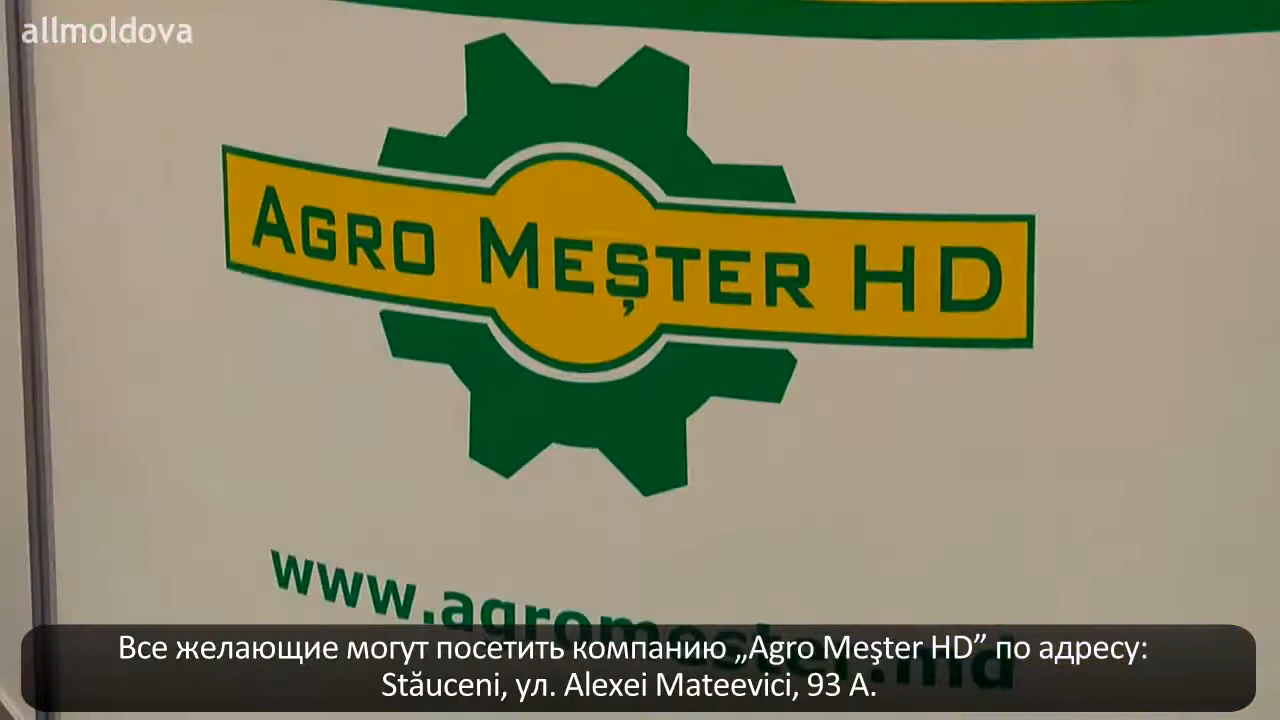 allmoldova
AGRO MEȘTER HD
www.agromester.md
Все желающие могут посетить компанию „Agro Meşter HD” по адресу:
Stăuceni, ул. Alexei Mateevici, 93 A.